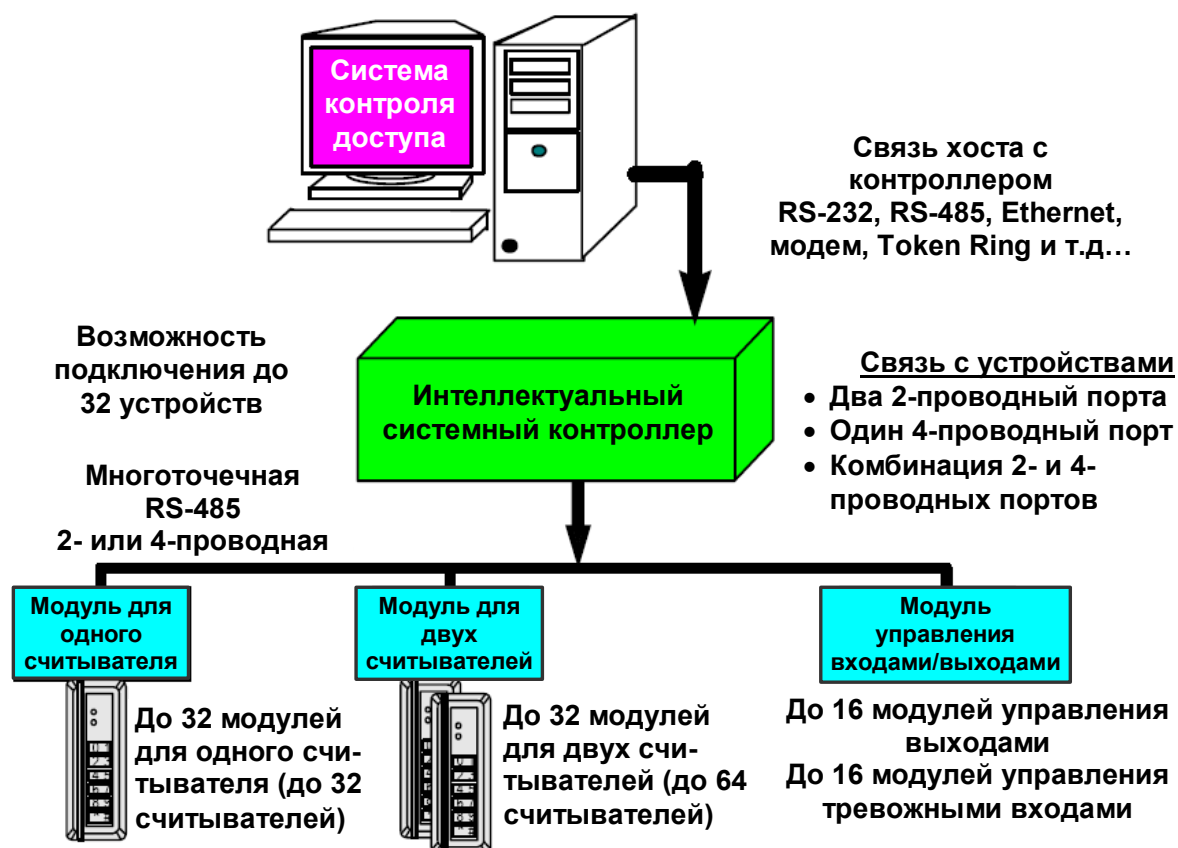 Система
контроля
доступа
Связь хоста с
контроллером
RS-232, RS-485, Ethernet,
модем, Token Ring и т.д…
Возможность
подключения до
32 устройств
Интеллектуальный
системный контроллер
Связь с устройствами
• Два 2-проводный порта
• Один 4-проводный порт
• Комбинация 2- и 4-
проводных портов
Многоточечная
RS-485
2- или 4-проводная
Модуль для
одного
считывателя
Модуль для
двух
считывателей
Модуль
управления
входами/выходами
До 32 модулей
для одного счи-
тывателя (до 32
считывателей)
До 32 модулей
для двух счи-
тывателей (до 64
считывателей)
До 16 модулей управления
выходами
До 16 модулей управления
тревожными входами